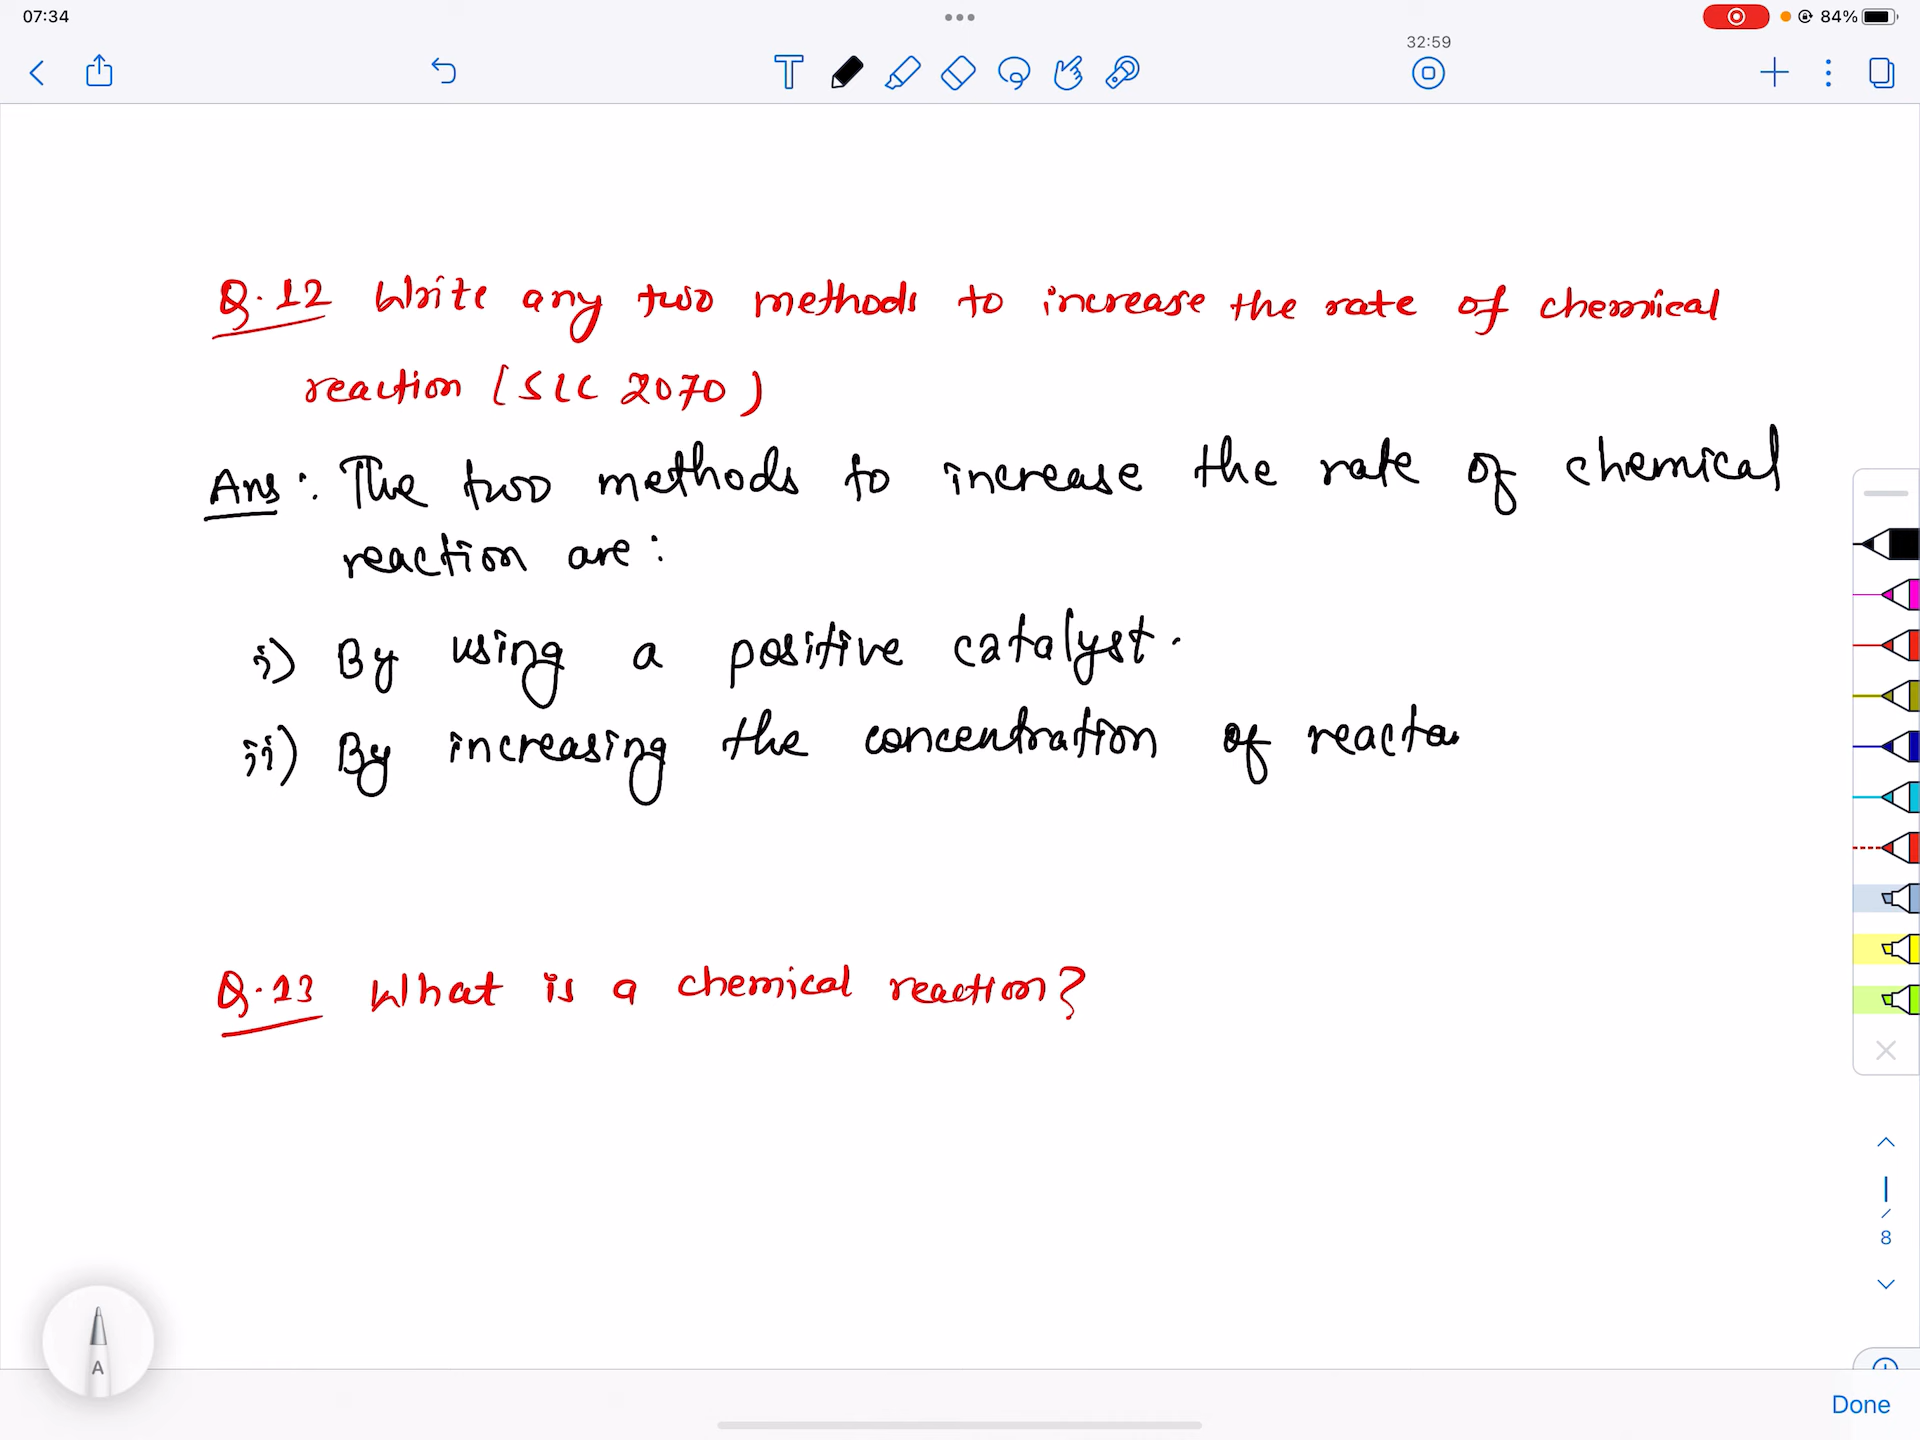 07:34
84%
32:59
Q.12 Write any two methods to increase the rate of chemical
reaction (SLC 2070)
Ans: The two methods to increase the rate of chemical
reaction are:
i) By using a positive catalyst.
ii) By increasing the concentration of reacta
Q.13 What is a chemical reaction?
1
/
8
A
Done